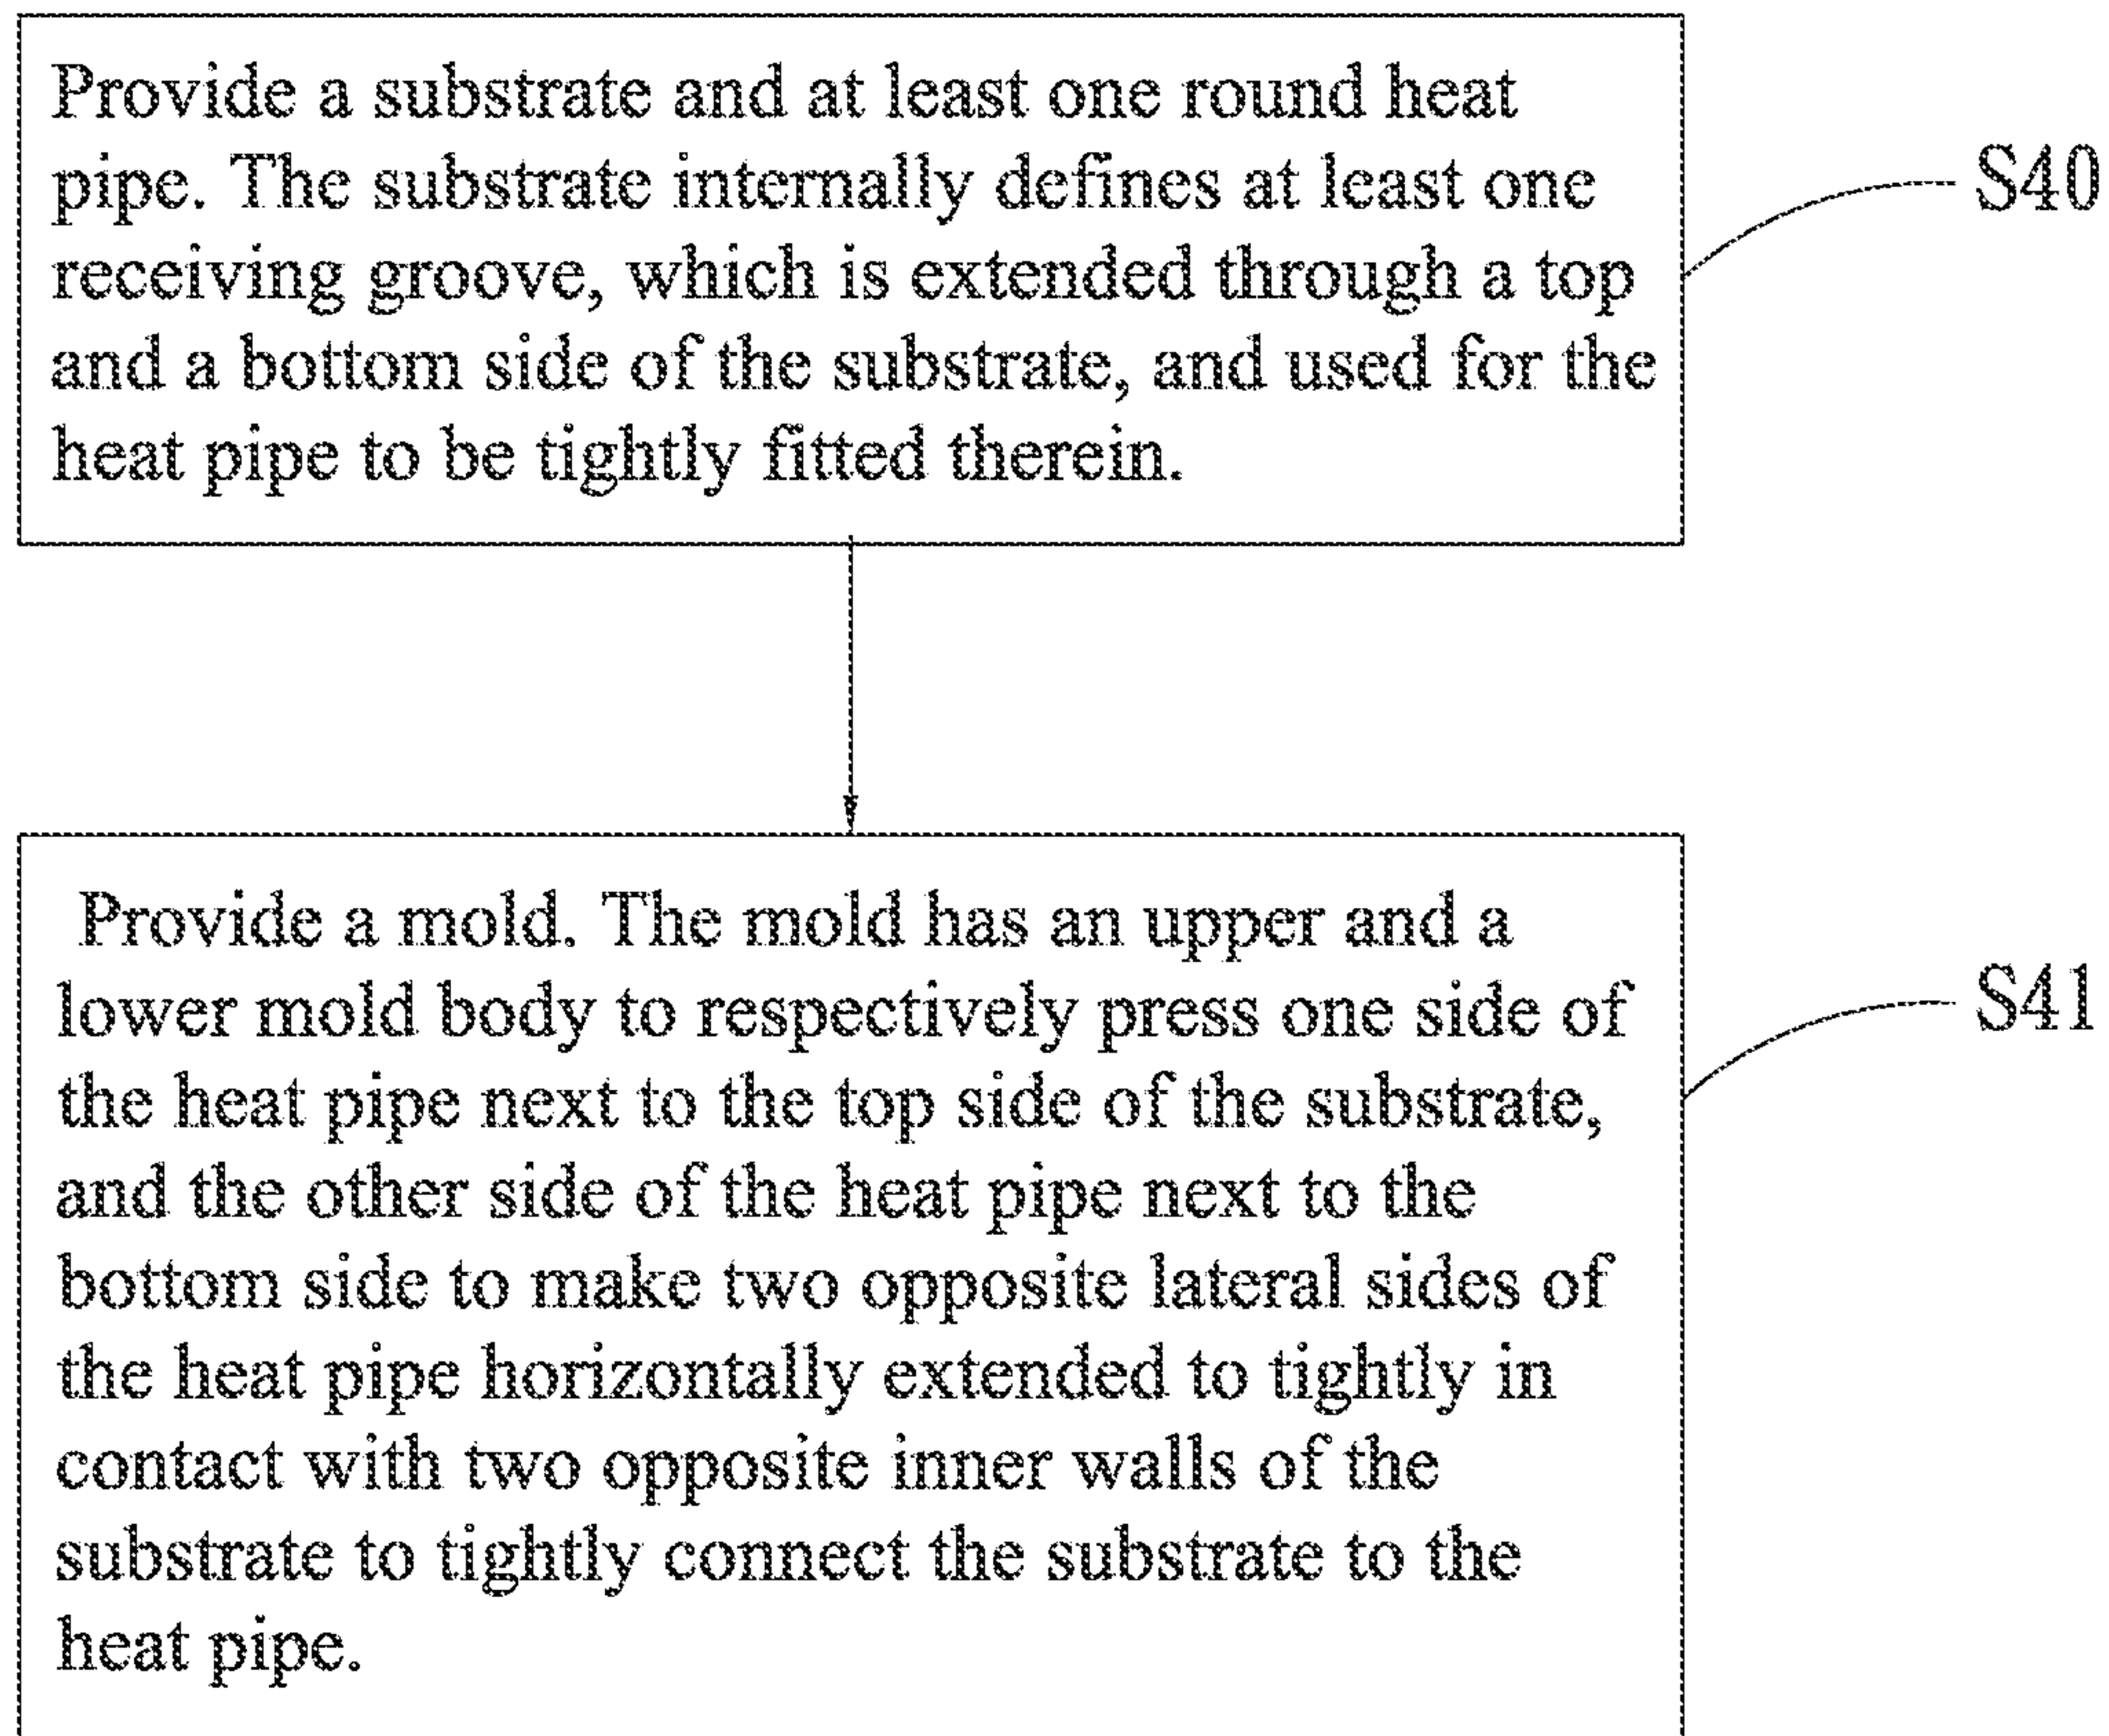 Provide a substrate and at least one round heat
pipe. The substrate internally defines at least one
receiving groove, which is extended through a top
and a bottom side of the substrate, and used for the
heat pipe to be tightly fitted therein.
S40
Provide a mold. The mold has an upper and a
lower mold body to respectively press one side of
the heat pipe next to the top side of the substrate,
and the other side of the heat pipe next to the
bottom side to make two opposite lateral sides of
the heat pipe horizontally extended to tightly in
contact with two opposite inner walls of the
substrate to tightly connect the substrate to the
heat pipe.
S41